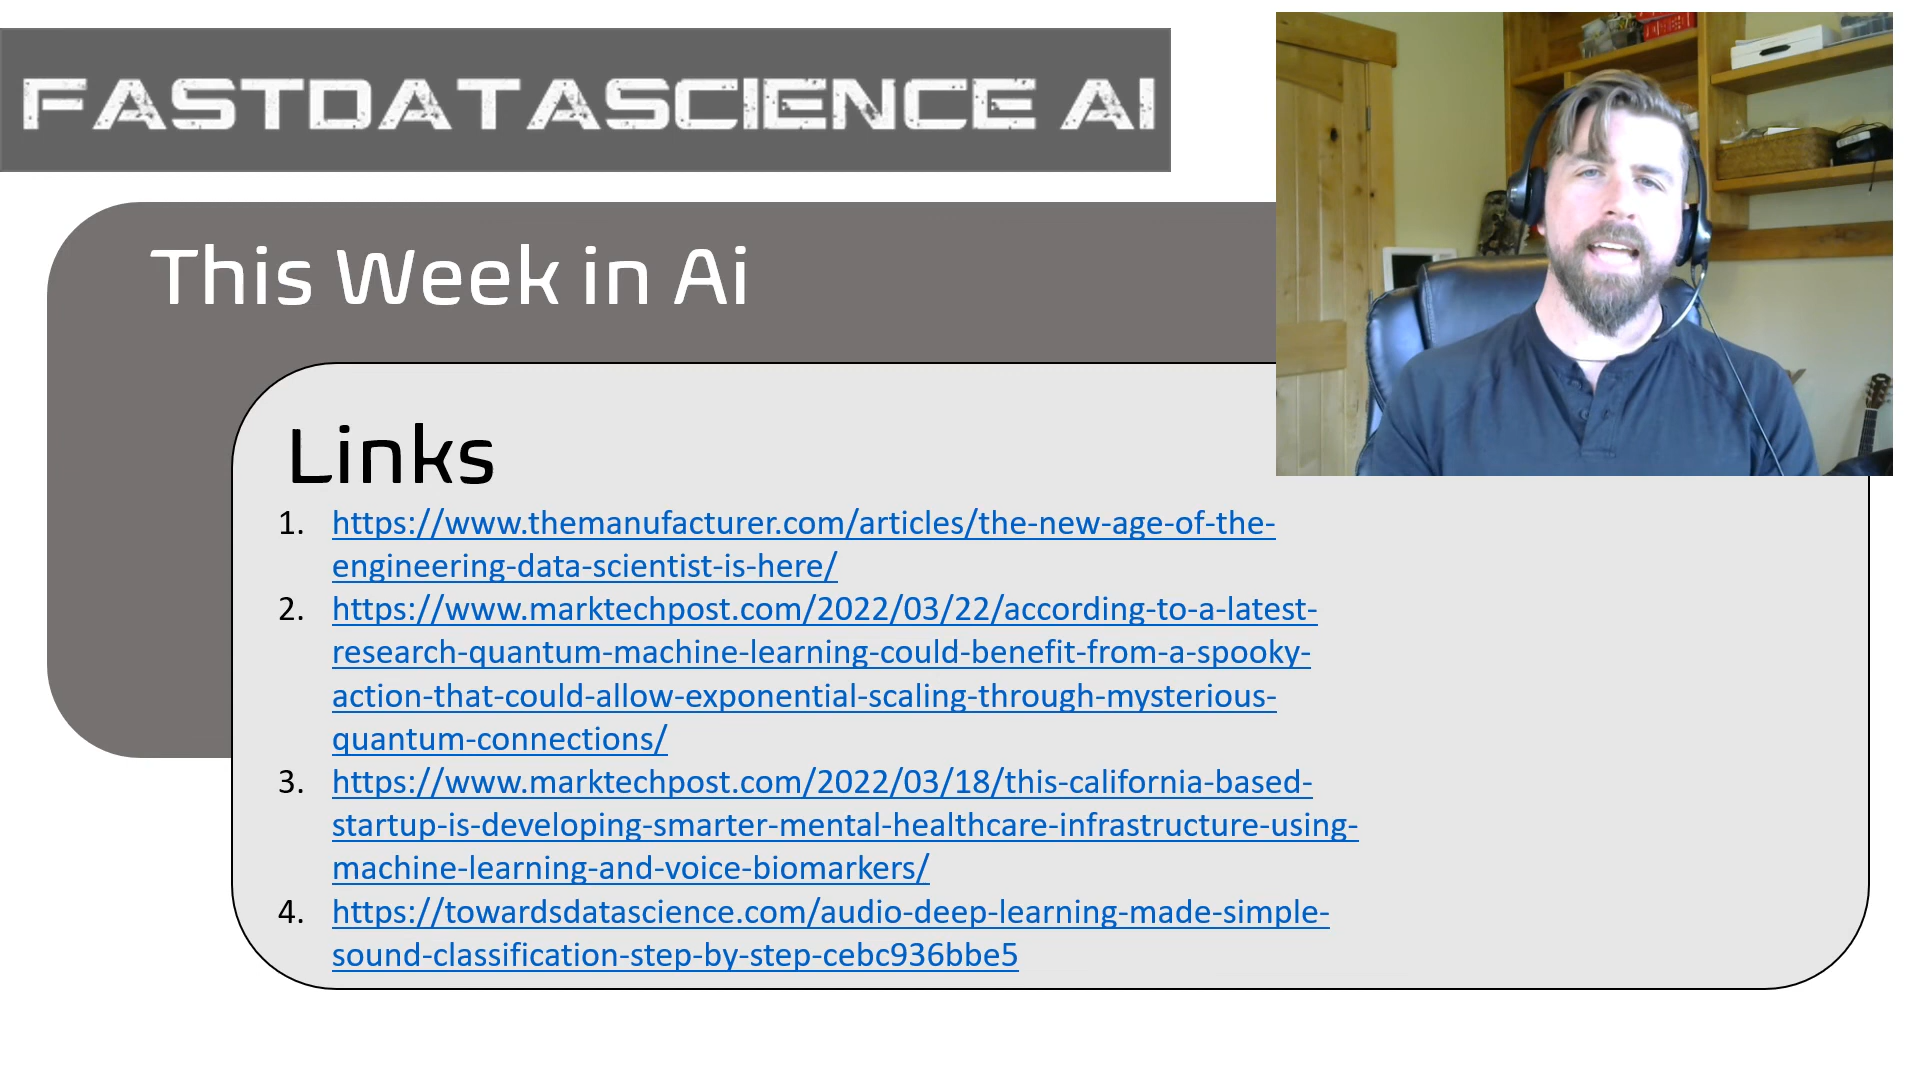 FASTDATASCIENCE AI
This Week in Ai
Links
1. https://www.themanufacturer.com/articles/the-new-age-of-the-
engineering-data-scientist-is-here/
2. https://www.marktechpost.com/2022/03/22/according-to-a-latest-
research-quantum-machine-learning-could-benefit-from-a-spooky-
action-that-could-allow-exponential-scaling-through-mysterious-
quantum-connections/
3. https://www.marktechpost.com/2022/03/18/this-california-based-
startup-is-developing-smarter-mental-healthcare-infrastructure-using-
machine-learning-and-voice-biomarkers/
4. https://towardsdatascience.com/audio-deep-learning-made-simple-
sound-classification-step-by-step-cebc936bbe5